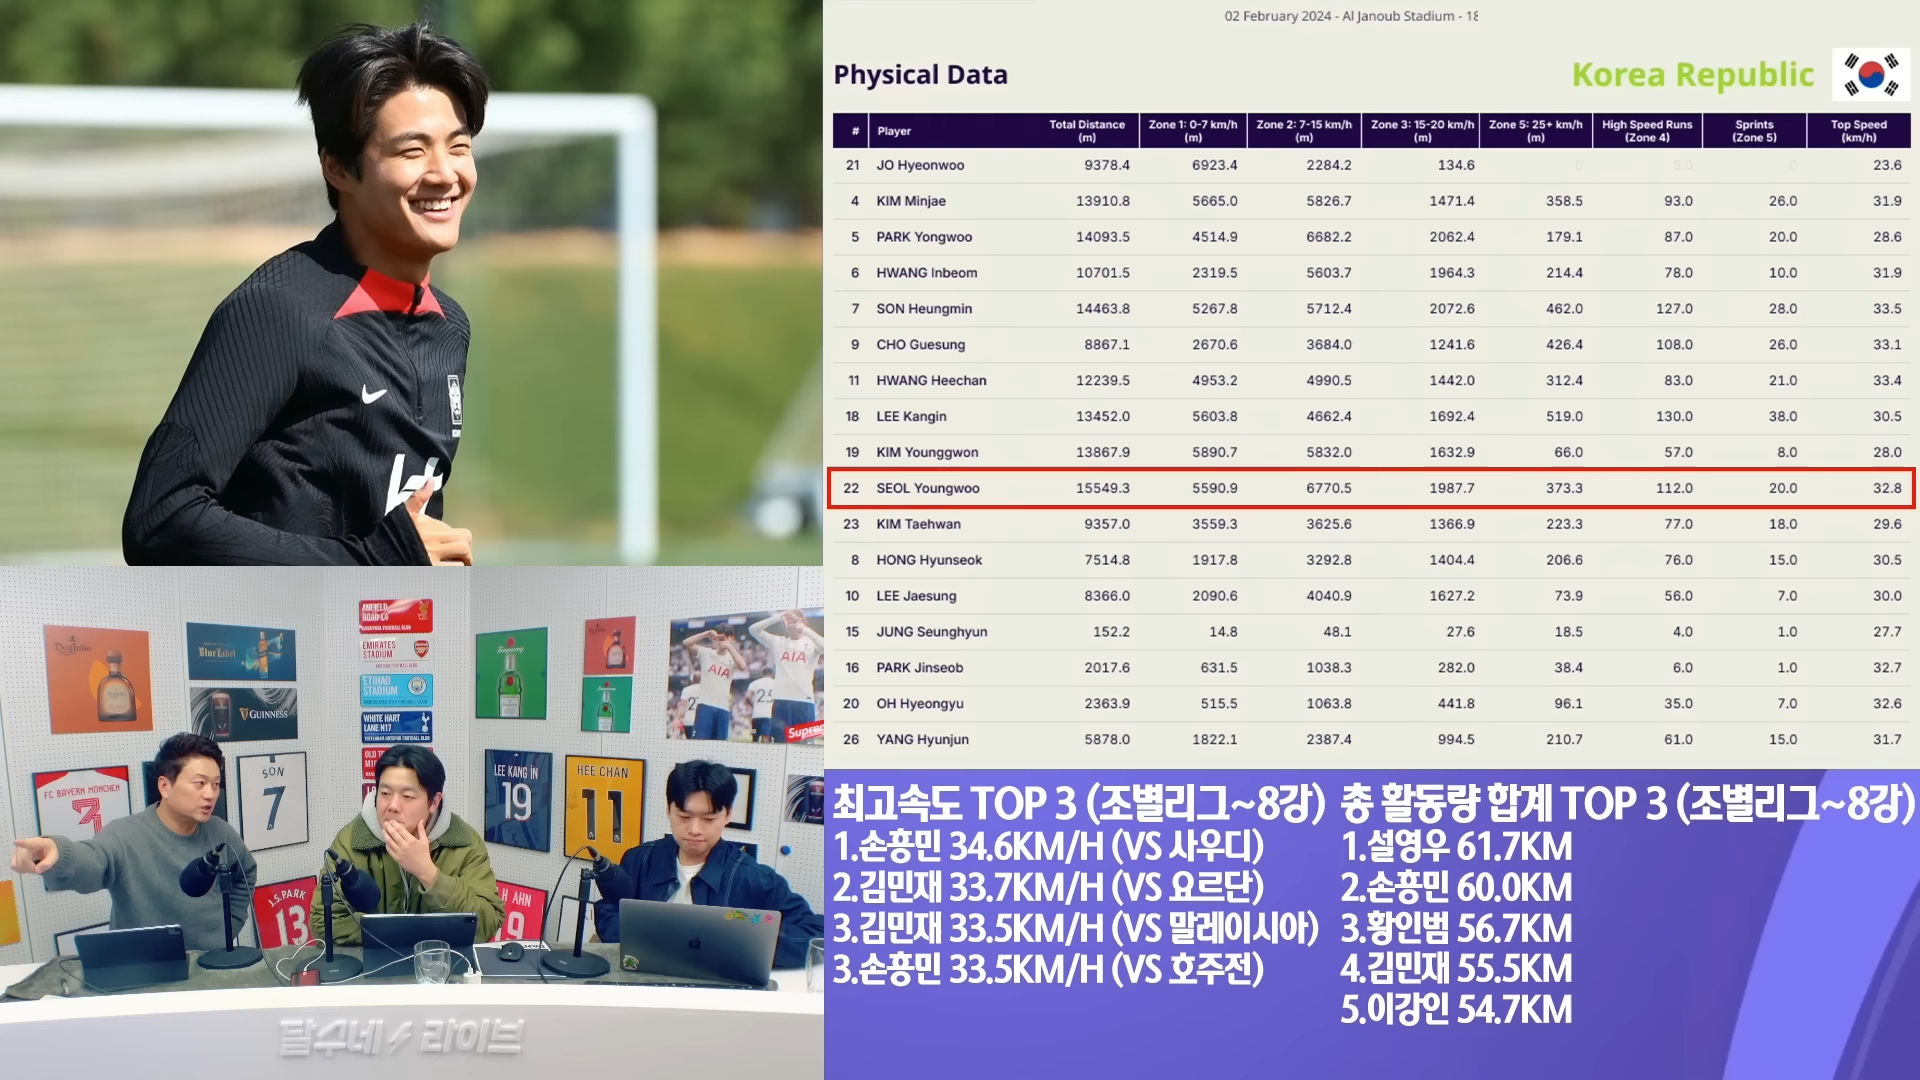 02 February 2024 - Al Janoub Stadium - 18
Physical Data
Korea Republic
# Player Total Distance (m) Zone 1: 0-7 km/h (m) Zone 2: 7-15 km/h (m) Zone 3: 15-20 km/h (m) Zone 5: 25+ km/h (m) High Speed Runs (Zone 4) Sprints (Zone 5) Top Speed (km/h)
21 JO Hyeonwoo 9378.4 6923.4 2284.2 134.6 0 5.0 0 23.6
4 KIM Minjae 13910.8 5665.0 5826.7 1471.4 358.5 93.0 26.0 31.9
5 PARK Yongwoo 14093.5 4514.9 6682.2 2062.4 179.1 87.0 20.0 28.6
6 HWANG Inbeom 10701.5 2319.5 5603.7 1964.3 214.4 78.0 10.0 31.9
7 SON Heungmin 14463.8 5267.8 5712.4 2072.6 462.0 127.0 28.0 33.5
9 CHO Guesung 8867.1 2670.6 3684.0 1241.6 426.4 108.0 26.0 33.1
11 HWANG Heechan 12239.5 4953.2 4990.5 1442.0 312.4 83.0 21.0 33.4
18 LEE Kangin 13452.0 5603.8 4662.4 1692.4 519.0 130.0 38.0 30.5
19 KIM Younggwon 13867.9 5890.7 5832.0 1632.9 66.0 57.0 8.0 28.0
22 SEOL Youngwoo 15549.3 5590.9 6770.5 1987.7 373.3 112.0 20.0 32.8
23 KIM Taehwan 9357.0 3559.3 3625.6 1366.9 223.3 77.0 18.0 29.6
8 HONG Hyunseok 7514.8 1917.8 3292.8 1404.4 206.6 76.0 15.0 30.5
10 LEE Jaesung 8366.0 2090.6 4040.9 1627.2 73.9 56.0 7.0 30.0
15 JUNG Seunghyun 152.2 14.8 48.1 27.6 18.5 4.0 1.0 27.7
16 PARK Jinseob 2017.6 631.5 1038.3 282.0 38.4 6.0 1.0 32.7
20 OH Hyeongyu 2363.9 515.5 1063.8 441.8 96.1 35.0 7.0 32.6
26 YANG Hyunjun 5878.0 1822.1 2387.4 994.5 210.7 61.0 15.0 31.7
최고속도 TOP 3 (조별리그~8강)
1.손흥민 34.6KM/H (VS 사우디)
2.김민재 33.7KM/H (VS 요르단)
3.김민재 33.5KM/H (VS 말레이시아)
3.손흥민 33.5KM/H (VS 호주전)
총 활동량 합계 TOP 3 (조별리그~8강)
1.설영우 61.7KM
2.손흥민 60.0KM
3.황인범 56.7KM
4.김민재 55.5KM
5.이강인 54.7KM
Don Julio
BLUE LABEL
GUINNESS
ANFIELD
ROAD L4
LIVERPOOL FOOTBALL CLUB
EMIRATES
STADIUM
ETIHAD
STADIUM
WHITE HART
LANE N17
TOTTENHAM HOTSPUR FOOTBALL CLUB
Tanqueray
AIA
AIA
Suprem
FC BAYERN MÜNCHEN
3
SON
7
LEE KANG IN
19
HEE CHAN
11
J.S.PARK
13
H AHN
9
달수네 라이브